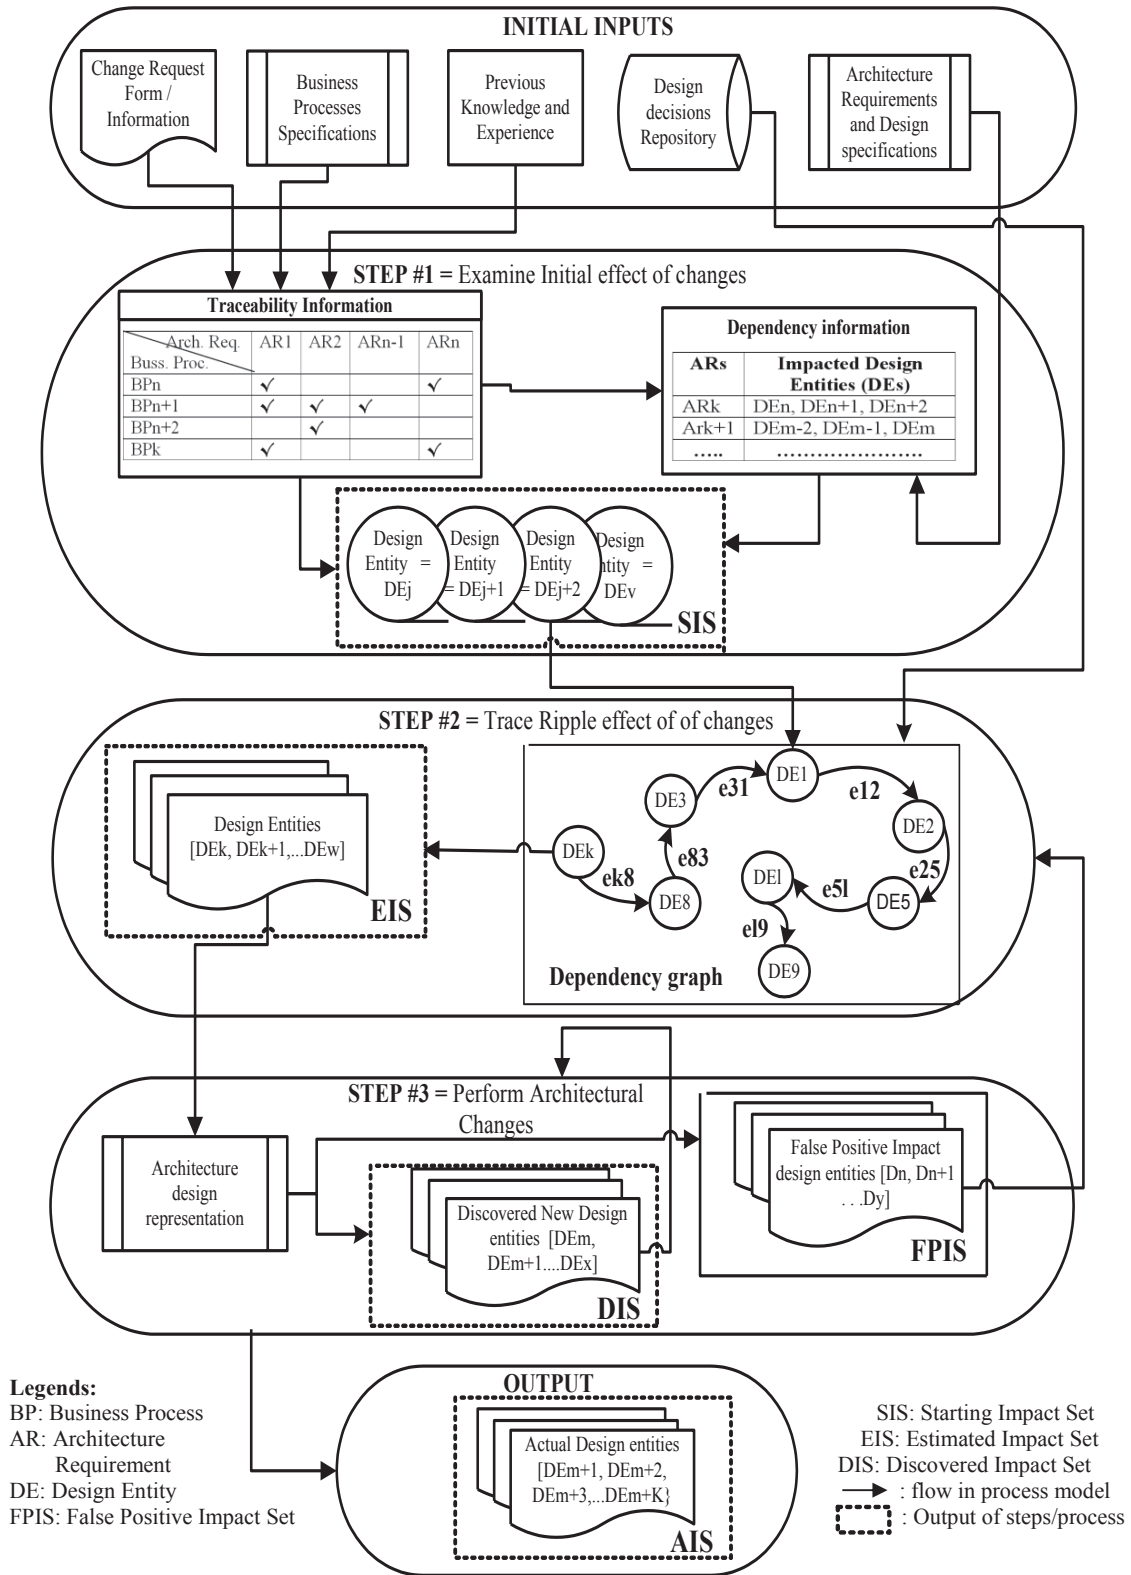 INITIAL INPUTS
Change Request
Form /
Information
Business
Processes
Specifications
Previous
Knowledge and
Experience
Design
decisions
Repository
Architecture
Requirements
and Design
specifications
STEP #1 = Examine Initial effect of changes
Traceability Information
Arch. Req. AR1 AR2 ARn-1 ARn
Buss. Proc.
BPn ✓ ✓
BPn+1 ✓ ✓ ✓
BPn+2 ✓
BPk ✓ ✓
Dependency information
ARs Impacted Design
Entities (DEs)
ARk DEn, DEn+1, DEn+2
Ark+1 DEm-2, DEm-1, DEm
..... ......................
Design
Entity =
DEj
Design
Entity
= DEj+1
Design
Entity
= DEj+2
Design
ntity =
DEv
SIS
STEP #2 = Trace Ripple effect of of changes
Design Entities
[DEk, DEk+1,...DEw]
EIS
DE1
e31
e12
DE3
DE2
e83
e25
DEk
DEl
e5l
ek8
DE8
DE5
el9
DE9
Dependency graph
STEP #3 = Perform Architectural
Changes
Architecture
design
representation
Discovered New Design
entities [DEm,
DEm+1....DEx]
DIS
False Positive Impact
design entities [Dn, Dn+1
. . .Dy]
FPIS
OUTPUT
Actual Design entities
[DEm+1, DEm+2,
DEm+3,...DEm+K}
AIS
Legends:
BP: Business Process
AR: Architecture
Requirement
DE: Design Entity
FPIS: False Positive Impact Set
SIS: Starting Impact Set
EIS: Estimated Impact Set
DIS: Discovered Impact Set
: flow in process model
: Output of steps/process